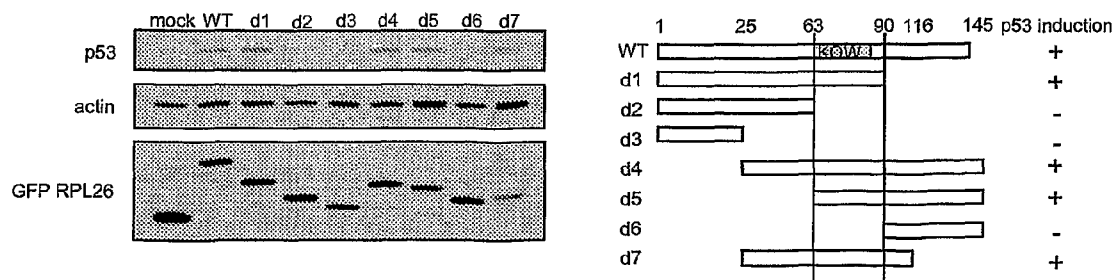 mock WT d1 d2 d3 d4 d5 d6 d7
p53
actin
GFP RPL26
1 25 63 90 116 145 p53 induction
WT KOW +
d1 +
d2 -
d3 -
d4 +
d5 +
d6 -
d7 +